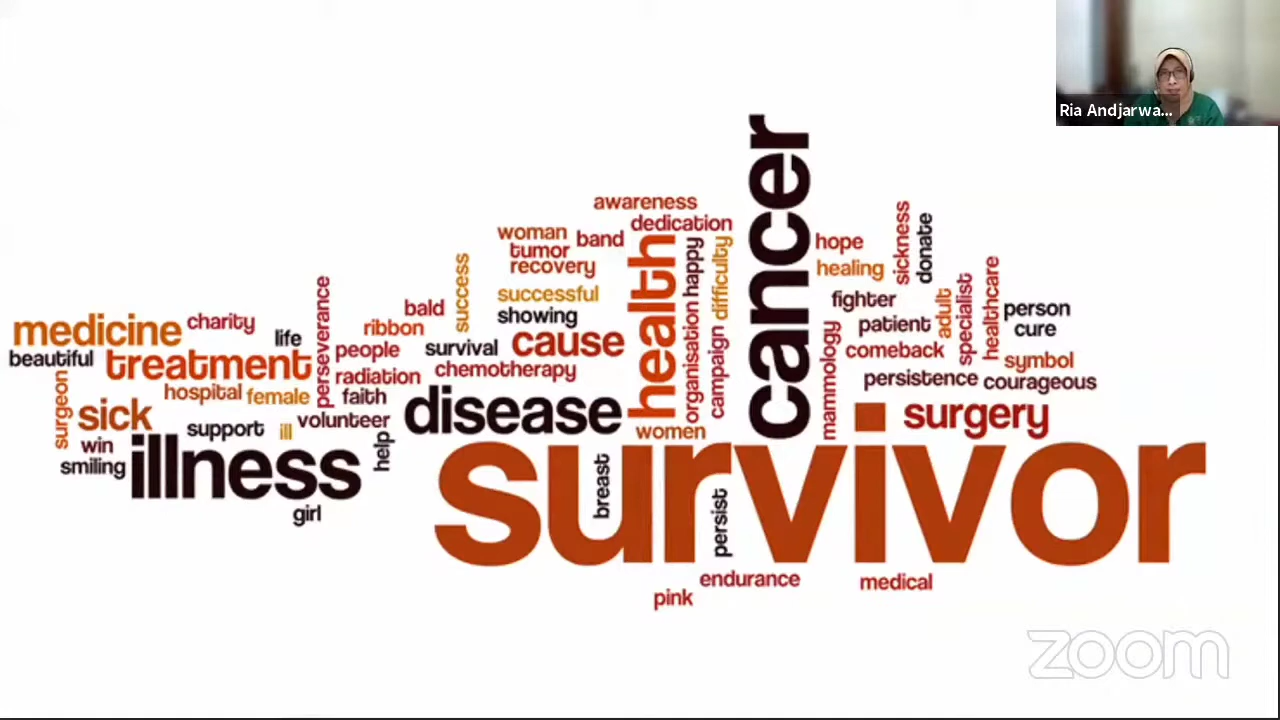 Ria Andjarwa...
cancer
awareness
dedication
woman
band
tumor
recovery
health
happy
difficulty
hope
healing
sickness
donate
success
successful
showing
organisation
campaign
fighter
patient
adult
specialist
healthcare
person
cure
medicine
charity
life
perseverance
bald
ribbon
people
survival
cause
mammology
comeback
symbol
beautiful
treatment
radiation
chemotherapy
persistence
courageous
surgeon
hospital
female
faith
sick
volunteer
disease
women
surgery
support
ill
help
win
smiling
illness
girl
survivor
breast
persist
endurance
medical
pink
zoom